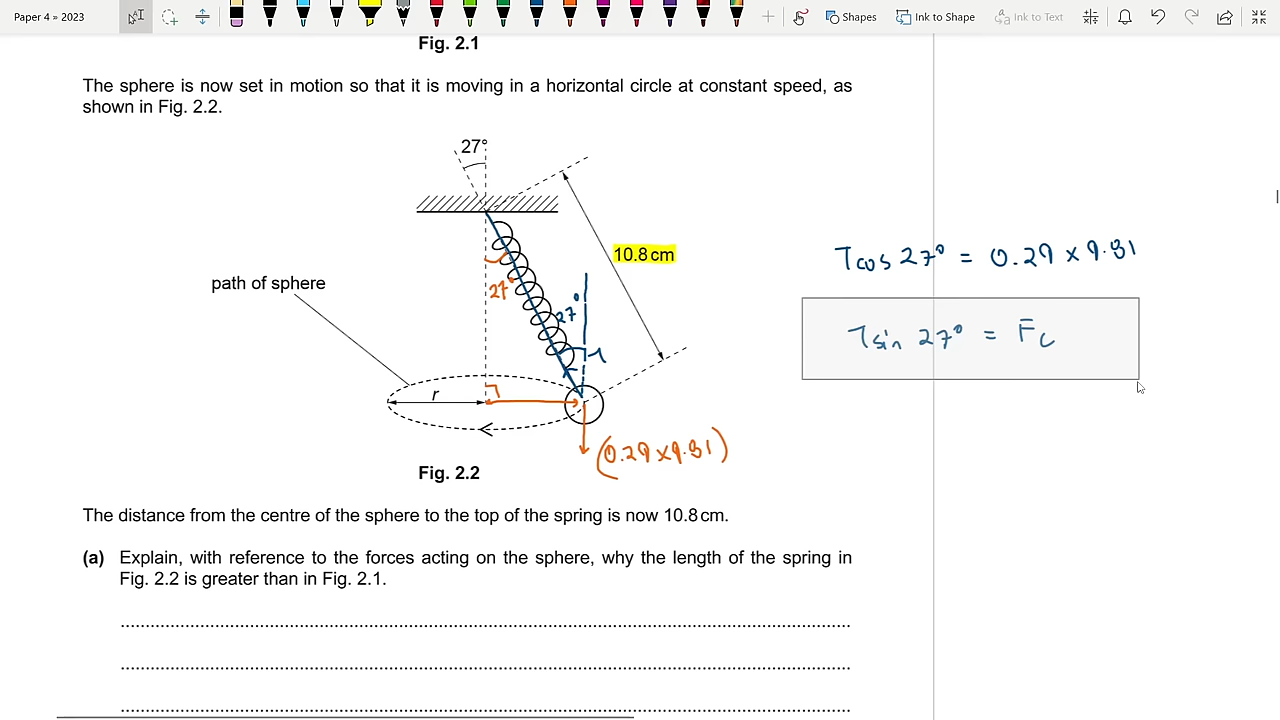 Paper 4 » 2023
Shapes
Ink to Shape
Ink to Text
Fig. 2.1
The sphere is now set in motion so that it is moving in a horizontal circle at constant speed, as
shown in Fig. 2.2.
27°
10.8 cm
path of sphere
27°
27°
T
r
(0.29×9.81)
Tcos 27° = 0.29 × 9.81
Tsin 27° = Fc
Fig. 2.2
The distance from the centre of the sphere to the top of the spring is now 10.8 cm.
(a) Explain, with reference to the forces acting on the sphere, why the length of the spring in
Fig. 2.2 is greater than in Fig. 2.1.